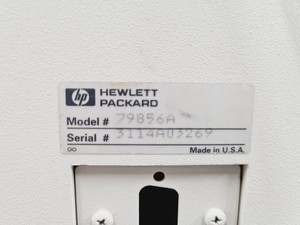 hp HEWLETT
PACKARD
Model # 79856A
Serial # 3114A03269
Made in U.S.A.